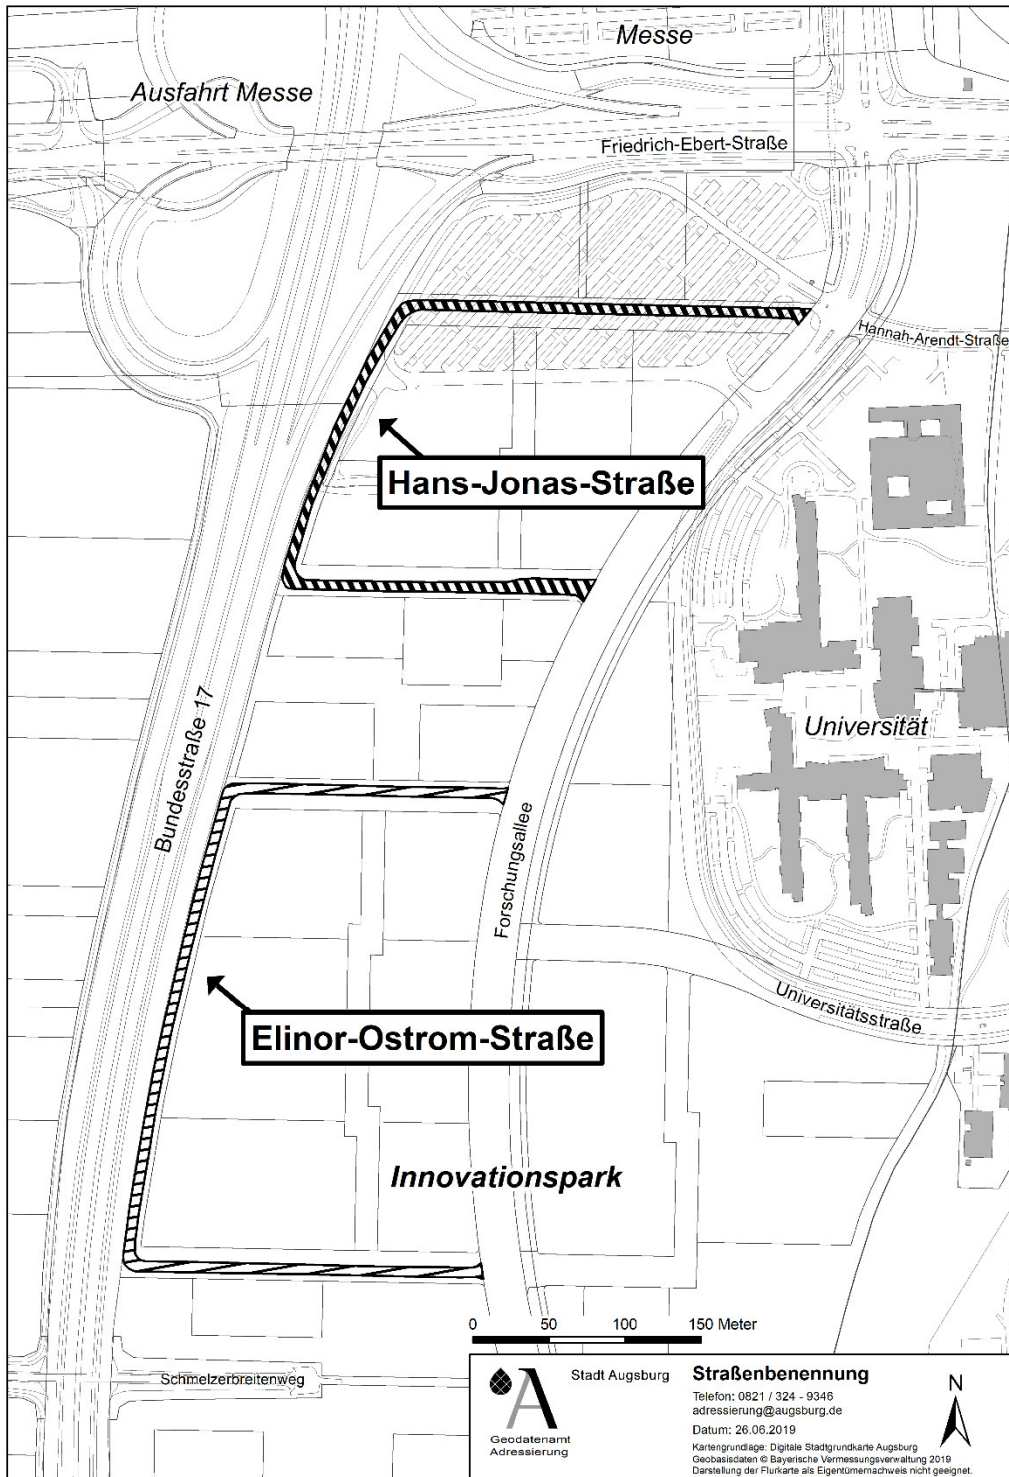 Messe
Ausfahrt Messe
Friedrich-Ebert-Straße
Hannah-Arendt-Straße
Hans-Jonas-Straße
Bundesstraße 17
Universität
Forschungsallee
Universitätsstraße
Elinor-Ostrom-Straße
Innovationspark
0 50 100 150 Meter
Schmelzerbreitenweg
A
Geodatenamt
Adressierung
Stadt Augsburg
Straßenbenennung
Telefon: 0821 / 324 - 9346
adressierung@augsburg.de
Datum: 26.06.2019
Kartengrundlage: Digitale Stadtgrundkarte Augsburg
Geobasisdaten © Bayerische Vermessungsverwaltung 2019
Darstellung der Flurkarte als Eigentümernachweis nicht geeignet.
N